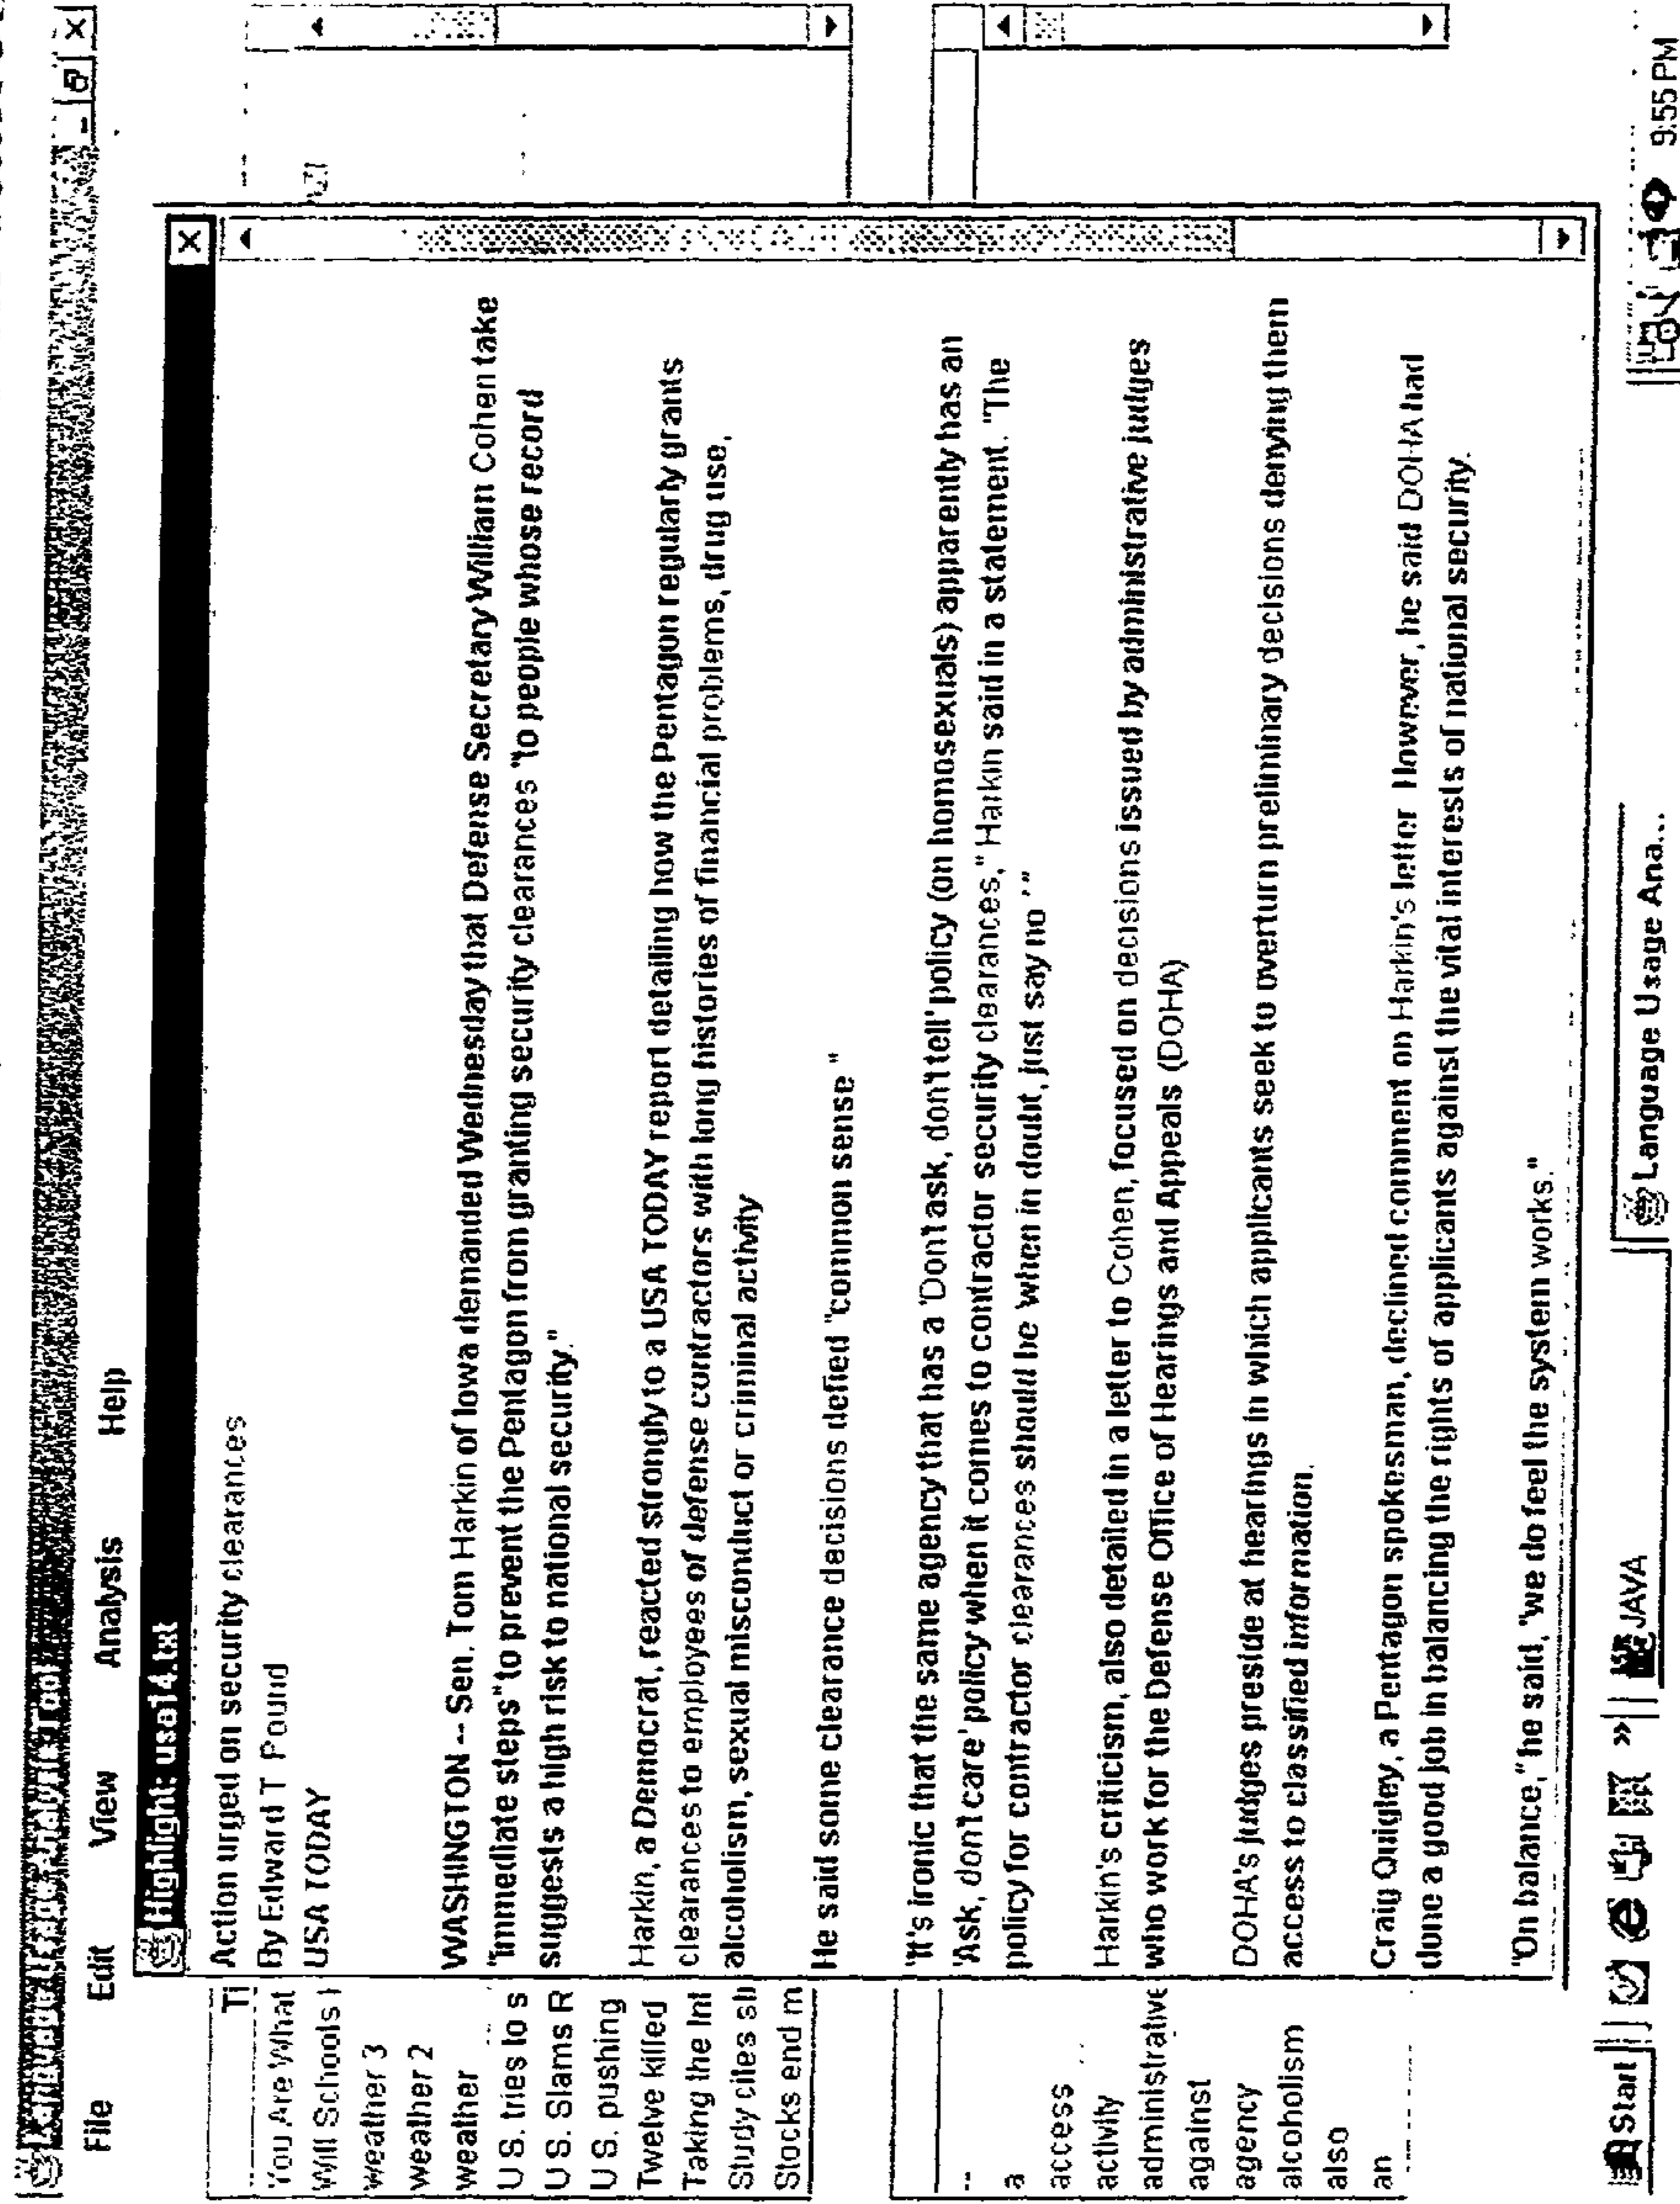 File Edit View Analysis Help
Highlight: usat4.txt
Action urged on security clearances
By Edward T Pound
USA TODAY
WASHINGTON -- Sen. Tom Harkin of Iowa demanded Wednesday that Defense Secretary William Cohen take
"immediate steps" to prevent the Pentagon from granting security clearances "to people whose record
suggests a high risk to national security."
Harkin, a Democrat, reacted strongly to a USA TODAY report detailing how the Pentagon regularly grants
clearances to employees of defense contractors with long histories of financial problems, drug use,
alcoholism, sexual misconduct or criminal activity
He said some clearance decisions defied "common sense"
"It's ironic that the same agency that has a 'Don't ask, don't tell' policy (on homosexuals) apparently has an
'Ask, don't care' policy when it comes to contractor security clearances," Harkin said in a statement. "The
policy for contractor clearances should be 'when in doubt, just say no'"
Harkin's criticism, also detailed in a letter to Cohen, focused on decisions issued by administrative judges
who work for the Defense Office of Hearings and Appeals (DOHA)
DOHA's judges preside at hearings in which applicants seek to overturn preliminary decisions denying them
access to classified information.
Craig Quigley, a Pentagon spokesman, declined comment on Harkin's letter However, he said DOHA had
done a good job in balancing the rights of applicants against the vital interests of national security.
"On balance," he said, "we do feel the system works."
Ti
You Are What
Will Schools
weather 3
weather 2
weather
U S. tries to s
U S. Slams R
U S. pushing
Twelve killed
Taking the Int
Study cites sh
Stocks end m
--
a
access
activity
administrative
against
agency
alcoholism
also
an
Start
JAVA
Language Usage Ana...
9:55 PM